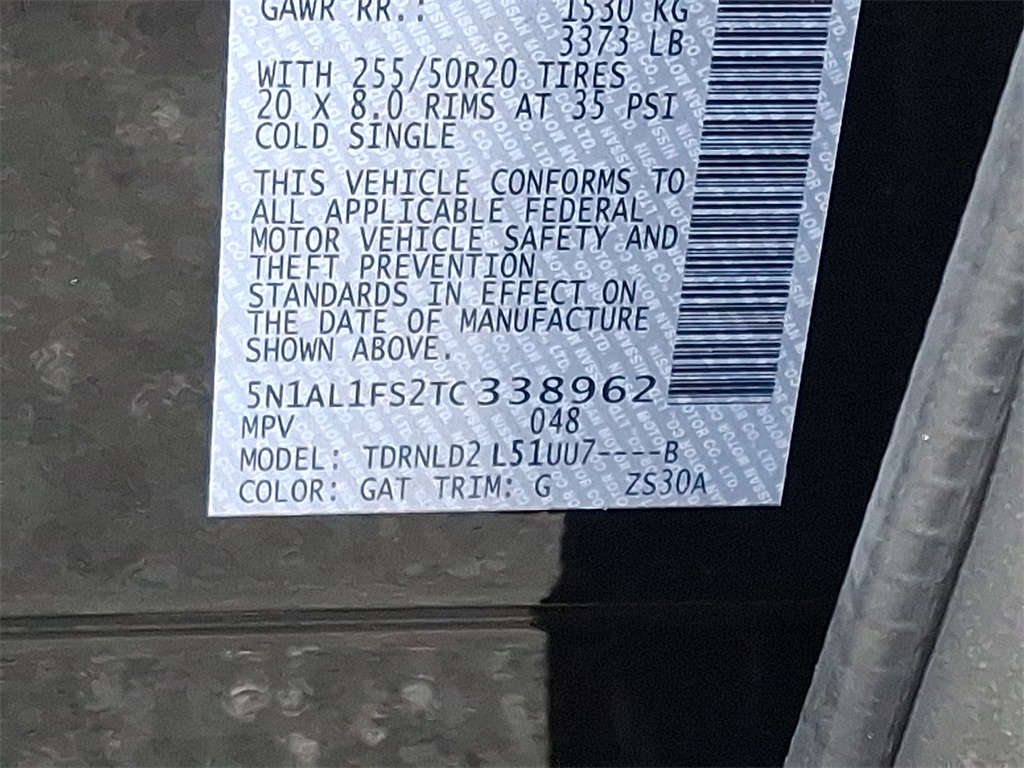 GAWR RR.: 1530 KG
3373 LB
WITH 255/50R20 TIRES
20 X 8.0 RIMS AT 35 PSI
COLD SINGLE
THIS VEHICLE CONFORMS TO
ALL APPLICABLE FEDERAL
MOTOR VEHICLE SAFETY AND
THEFT PREVENTION
STANDARDS IN EFFECT ON
THE DATE OF MANUFACTURE
SHOWN ABOVE.
5N1AL1FS2TC338962
MPV 048
MODEL: TDRNLD2 L51UU7----B
COLOR: GAT TRIM: G ZS30A